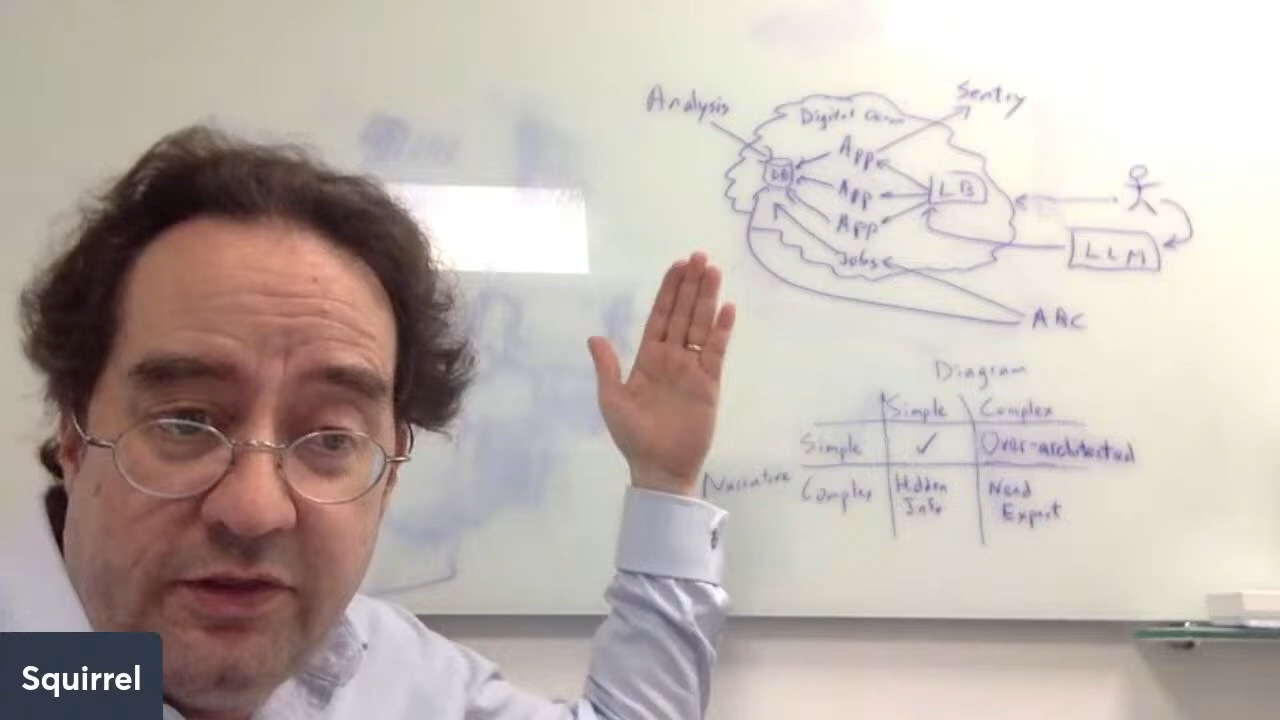 Analysis
Sentry
Digital Ocean
App
DB
App
LB
App
LLM
Jobs
ABC
Diagram
Simple Complex
Simple ✓ Over-architected
Narrative
Complex Hidden Info Need Expert
Squirrel